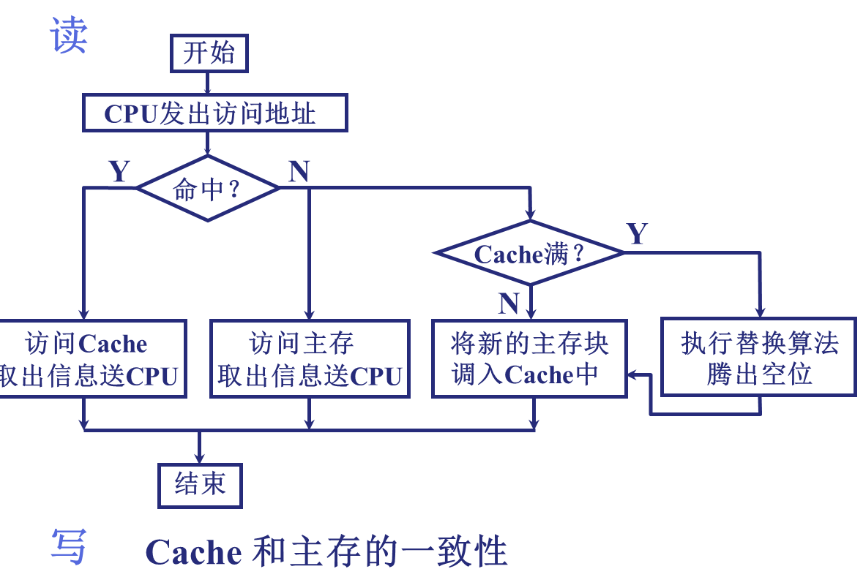 读
开始
CPU发出访问地址
Y
命中？
N
Cache满？
Y
N
访问Cache
取出信息送CPU
访问主存
取出信息送CPU
将新的主存块
调入Cache中
执行替换算法
腾出空位
结束
写
Cache 和主存的一致性